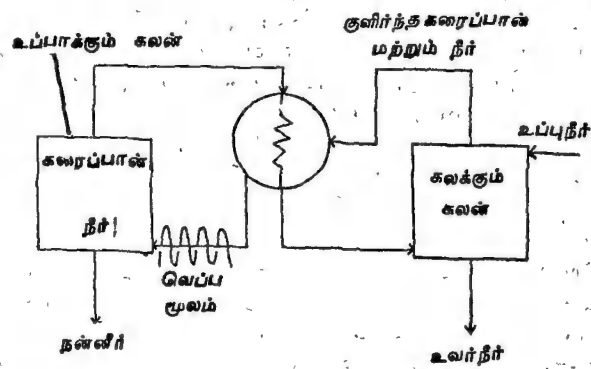 உப்பாக்கும் கலன்
குளிர்ந்த கரைப்பான்
மற்றும் நீர்
உப்புநீர்
கரைப்பான்
நீர்
கலக்கும்
கலன்
வெப்ப
மூலம்
நன்னீர்
உவர்நீர்